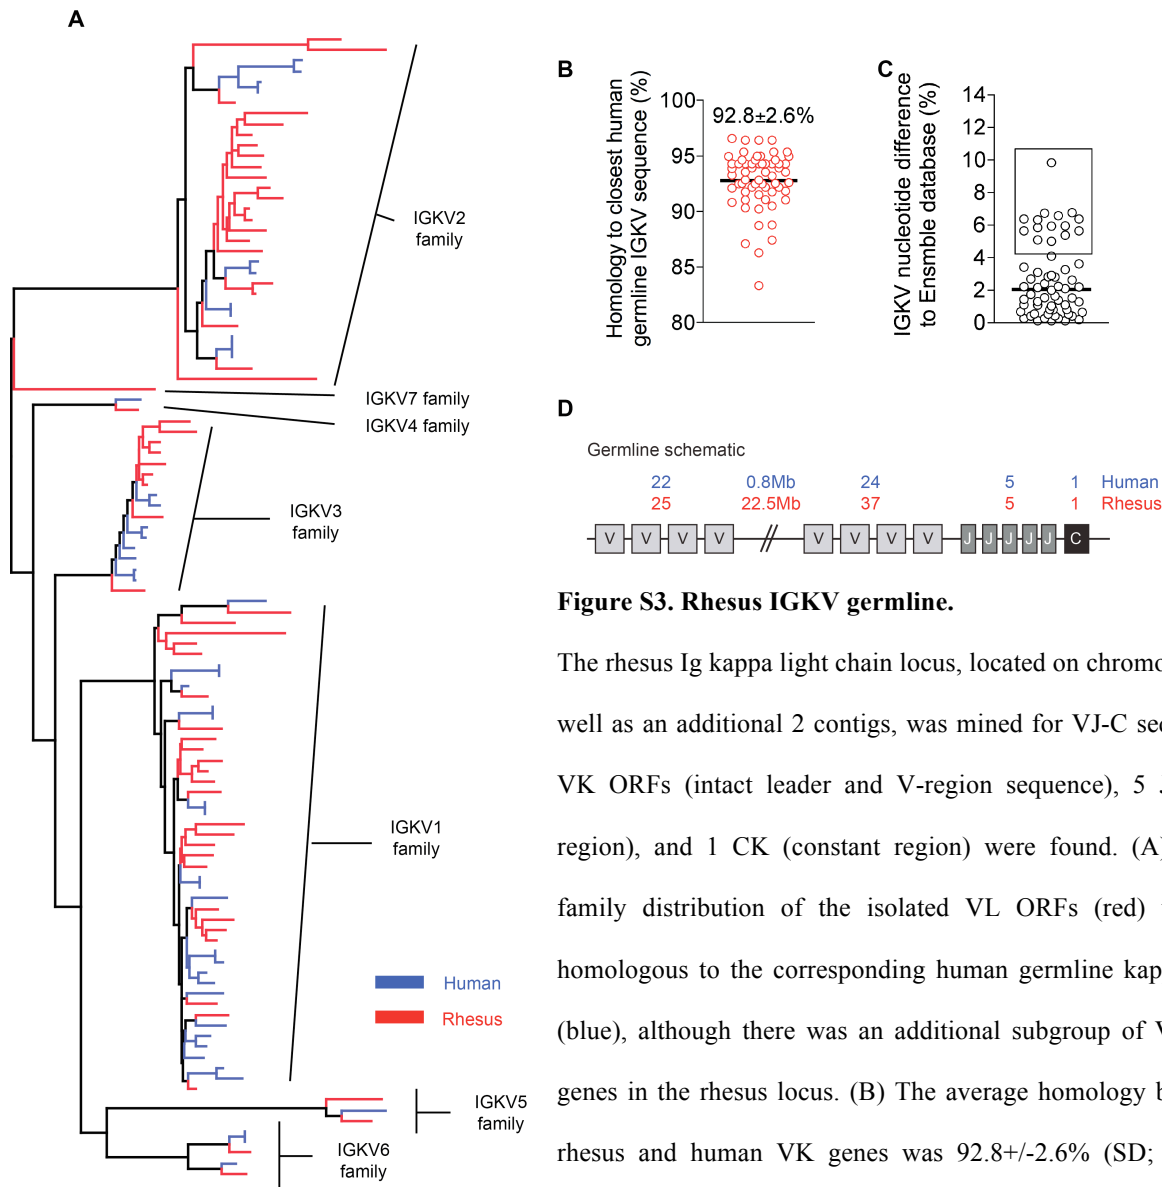 A
IGKV2
family
IGKV7 family
IGKV4 family
IGKV3
family
IGKV1
family
Human
Rhesus
IGKV5
family
IGKV6
family
B
Homology to closest human
germline IGKV sequence (%)
100
95
90
85
80
92.8±2.6%
C
IGKV nucleotide difference
to Ensmble database (%)
14
12
10
8
6
4
2
0
D
Germline schematic
22 0.8Mb 24 5 1 Human
25 22.5Mb 37 5 1 Rhesus
V V V V // V V V V J J J J J C
Figure S3. Rhesus IGKV germline.
The rhesus Ig kappa light chain locus, located on chromo
well as an additional 2 contigs, was mined for VJ-C sec
VK ORFs (intact leader and V-region sequence), 5
region), and 1 CK (constant region) were found. (A)
family distribution of the isolated VL ORFs (red)
homologous to the corresponding human germline kap
(blue), although there was an additional subgroup of V
genes in the rhesus locus. (B) The average homology b
rhesus and human VK genes was 92.8+/-2.6% (SD;